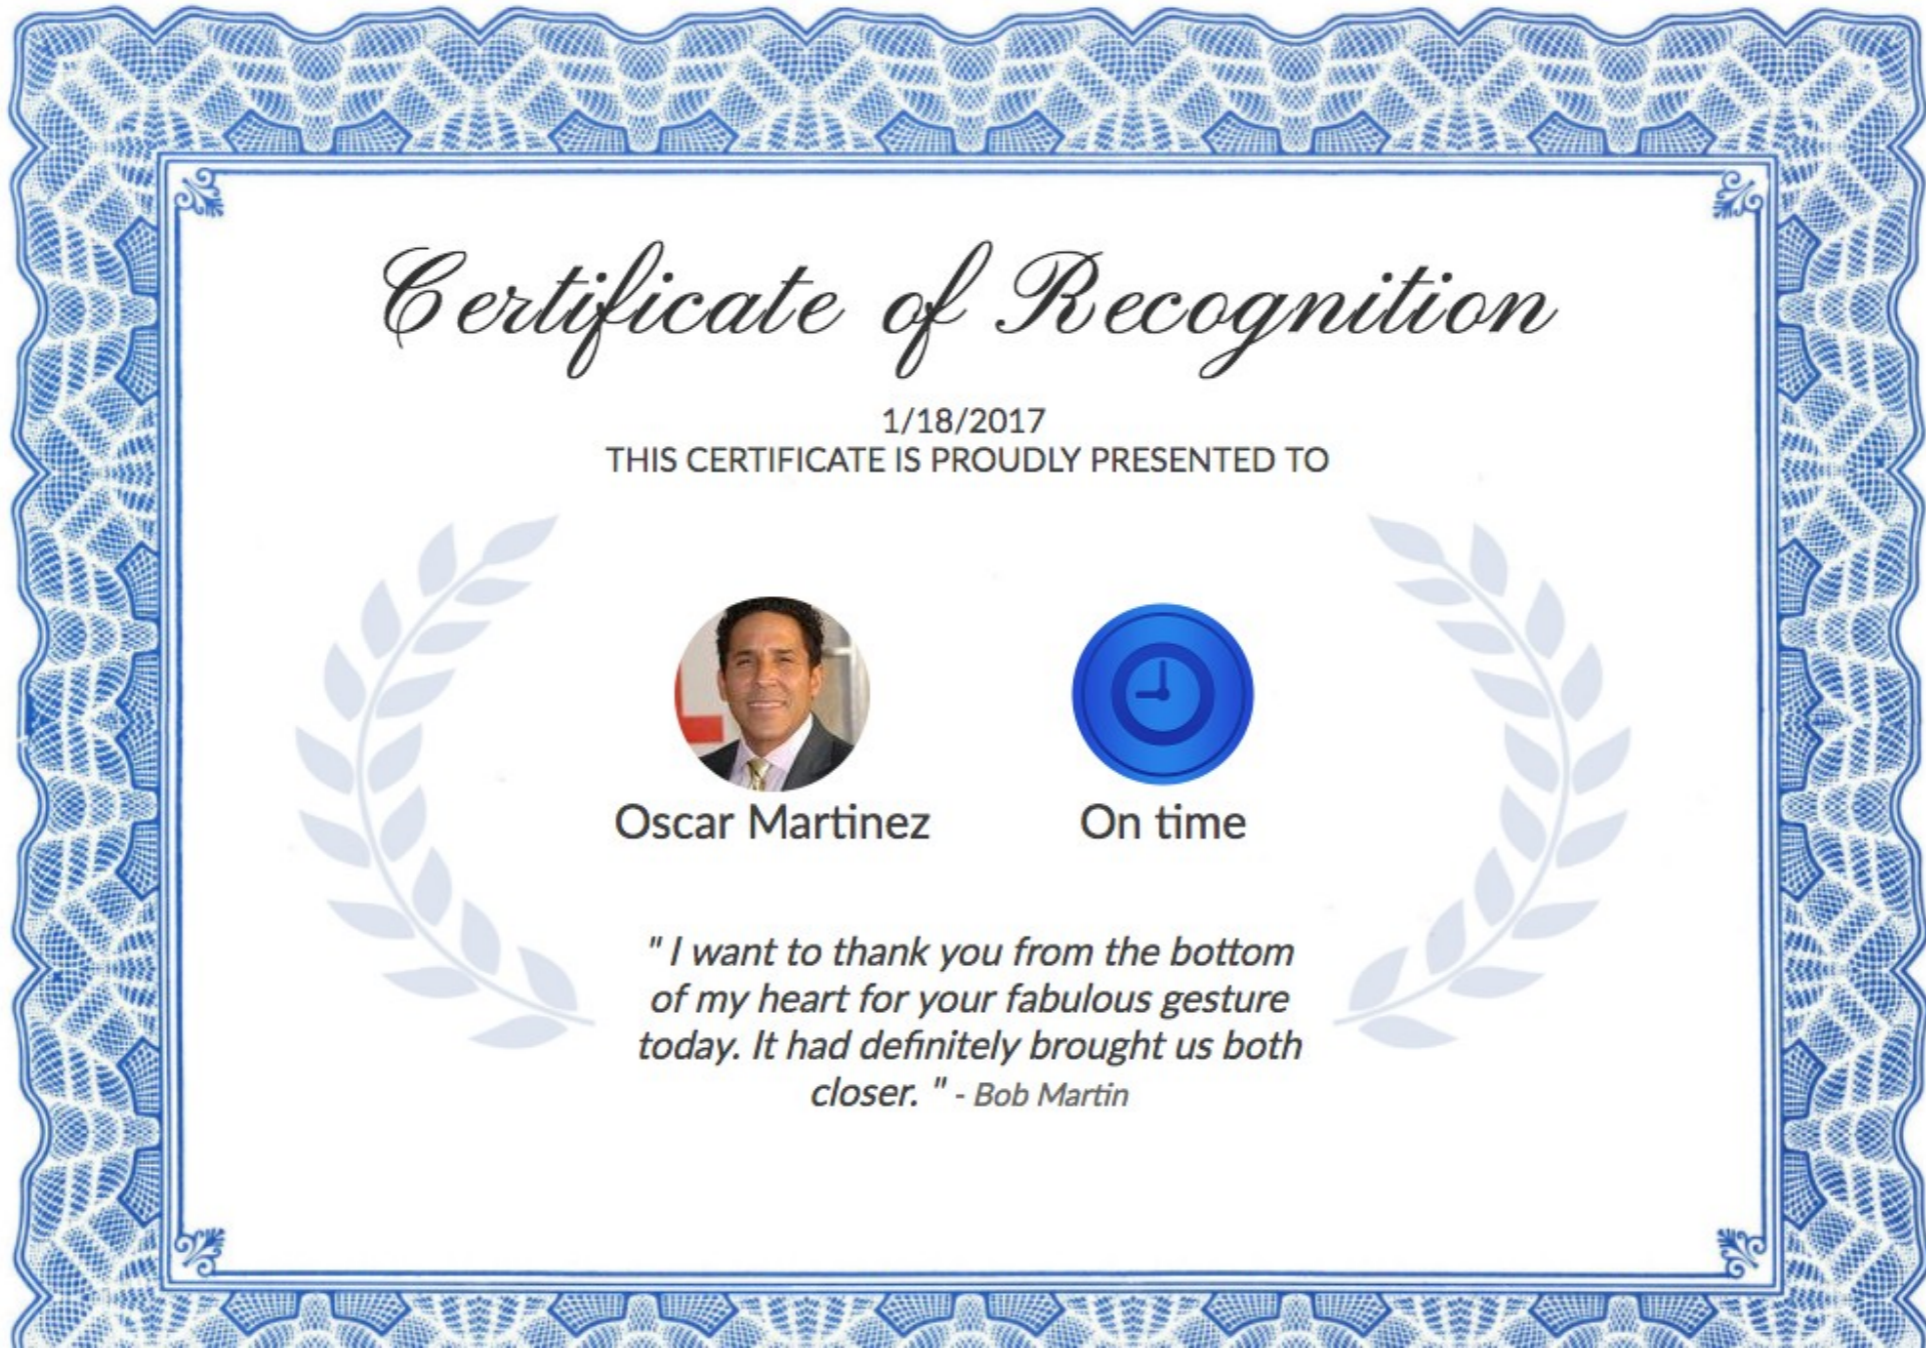 Certificate of Recognition
1/18/2017
THIS CERTIFICATE IS PROUDLY PRESENTED TO
Oscar Martinez
On time
" I want to thank you from the bottom
of my heart for your fabulous gesture
today. It had definitely brought us both
closer. " - Bob Martin